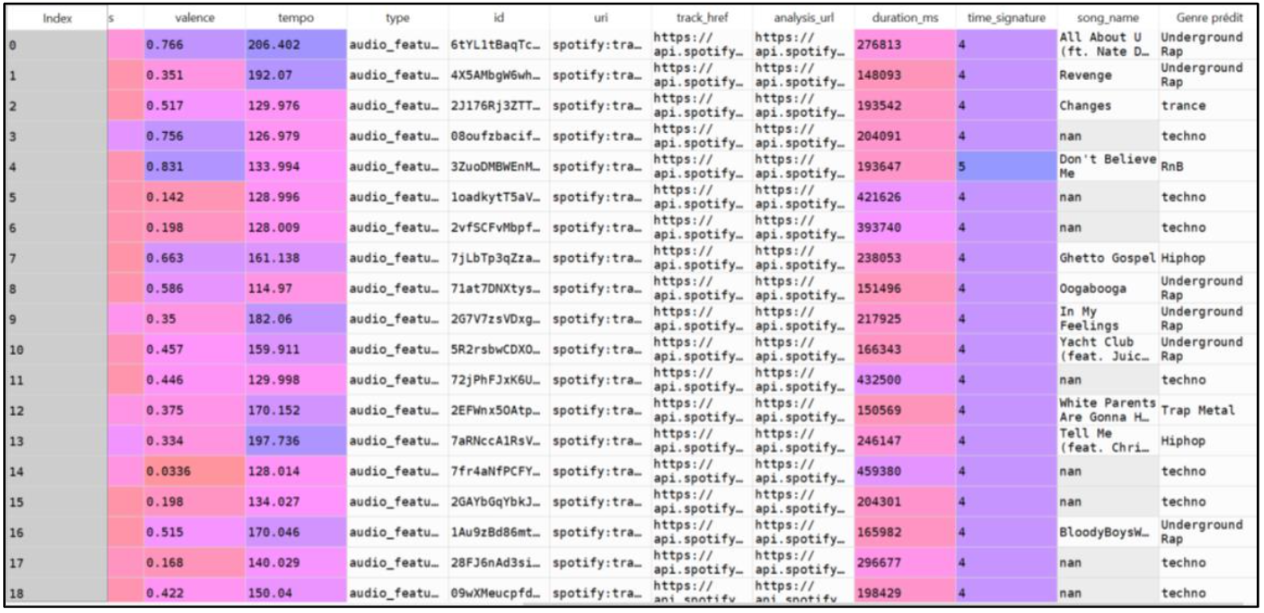 Index s valence tempo type id uri track_href analysis_url duration_ms time_signature song_name Genre prédit
0 0.766 206.402 audio_featu… 6tYL1tBaqTc… spotify:tra… https:// api.spotify… https:// api.spotify… 276813 4 All About U (ft. Nate D… Underground Rap
1 0.351 192.07 audio_featu… 4X5AMbgW6wh… spotify:tra… https:// api.spotify… https:// api.spotify… 148093 4 Revenge Underground Rap
2 0.517 129.976 audio_featu… 2J176Rj3ZTT… spotify:tra… https:// api.spotify… https:// api.spotify… 193542 4 Changes trance
3 0.756 126.979 audio_featu… 08oufzbacif… spotify:tra… https:// api.spotify… https:// api.spotify… 204091 4 nan techno
4 0.831 133.994 audio_featu… 3ZuoDMBWEnM… spotify:tra… https:// api.spotify… https:// api.spotify… 193647 5 Don't Believe Me RnB
5 0.142 128.996 audio_featu… 1oadkytT5aV… spotify:tra… https:// api.spotify… https:// api.spotify… 421626 4 nan techno
6 0.198 128.009 audio_featu… 2vfSCFvMbpf… spotify:tra… https:// api.spotify… https:// api.spotify… 393740 4 nan techno
7 0.663 161.138 audio_featu… 7jLbTp3qZza… spotify:tra… https:// api.spotify… https:// api.spotify… 238053 4 Ghetto Gospel Hiphop
8 0.586 114.97 audio_featu… 71at7DNXtys… spotify:tra… https:// api.spotify… https:// api.spotify… 151496 4 Oogabooga Underground Rap
9 0.35 182.06 audio_featu… 2G7V7zsVDxg… spotify:tra… https:// api.spotify… https:// api.spotify… 217925 4 In My Feelings Underground Rap
10 0.457 159.911 audio_featu… 5R2rsbwCDXO… spotify:tra… https:// api.spotify… https:// api.spotify… 166343 4 Yacht Club (feat. Juic… Underground Rap
11 0.446 129.998 audio_featu… 72jPhFJxK6U… spotify:tra… https:// api.spotify… https:// api.spotify… 432500 4 nan techno
12 0.375 170.152 audio_featu… 2EFWnx5OAtp… spotify:tra… https:// api.spotify… https:// api.spotify… 150569 4 White Parents Are Gonna H… Trap Metal
13 0.334 197.736 audio_featu… 7aRNccA1RsV… spotify:tra… https:// api.spotify… https:// api.spotify… 246147 4 Tell Me (feat. Chri… Hiphop
14 0.0336 128.014 audio_featu… 7fr4aNfPCFY… spotify:tra… https:// api.spotify… https:// api.spotify… 459380 4 nan techno
15 0.198 134.027 audio_featu… 2GAYbGqYbkJ… spotify:tra… https:// api.spotify… https:// api.spotify… 204301 4 nan techno
16 0.515 170.046 audio_featu… 1Au9zBd86mt… spotify:tra… https:// api.spotify… https:// api.spotify… 165982 4 BloodyBoysW… Underground Rap
17 0.168 140.029 audio_featu… 28FJ6nAd3si… spotify:tra… https:// api.spotify… https:// api.spotify… 296677 4 nan techno
18 0.422 150.04 audio_featu… 09wXMeucpfd… spotify:tra… https:// api.spotify… https:// api.spotify… 198429 4 nan techno